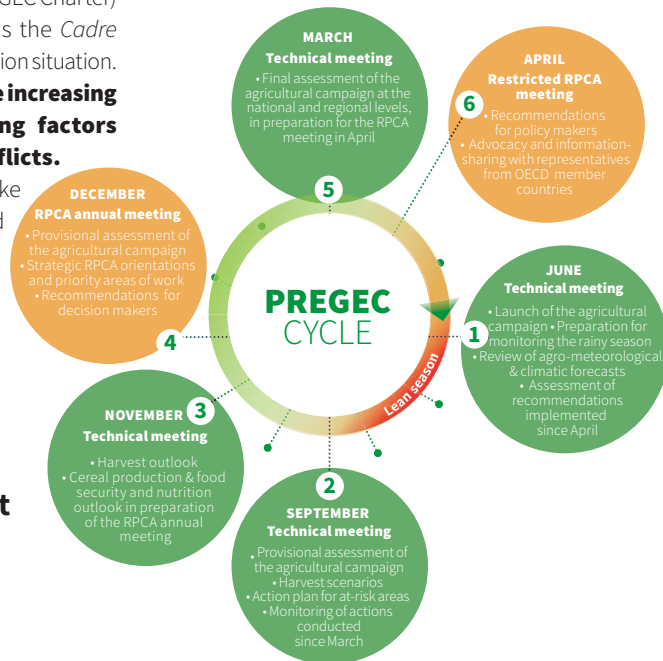 GEC Charter)
s the Cadre
ion situation.
e increasing
ng factors
flicts.
ke
d
t
MARCH
Technical meeting
• Final assessment of the
agricultural campaign at the
national and regional levels,
in preparation for the RPCA
meeting in April
5
APRIL
Restricted RPCA
meeting
6
• Recommendations
for policy makers
• Advocacy and information-
sharing with representatives
from OECD member
countries
DECEMBER
RPCA annual meeting
• Provisional assessment of
the agricultural campaign
• Strategic RPCA orientations
and priority areas of work
• Recommendations for
decision makers
4
PREGEC
CYCLE
Lean season
JUNE
Technical meeting
1
• Launch of the agricultural
campaign • Preparation for
monitoring the rainy season
• Review of agro-meteorological
& climatic forecasts
• Assessment of
recommendations
implemented
since April
NOVEMBER
3
Technical meeting
• Harvest outlook
• Cereal production & food
security and nutrition
outlook in preparation
of the RPCA annual
meeting
2
SEPTEMBER
Technical meeting
• Provisional assessment of
the agricultural campaign
• Harvest scenarios
• Action plan for at-risk areas
• Monitoring of actions
conducted
since March